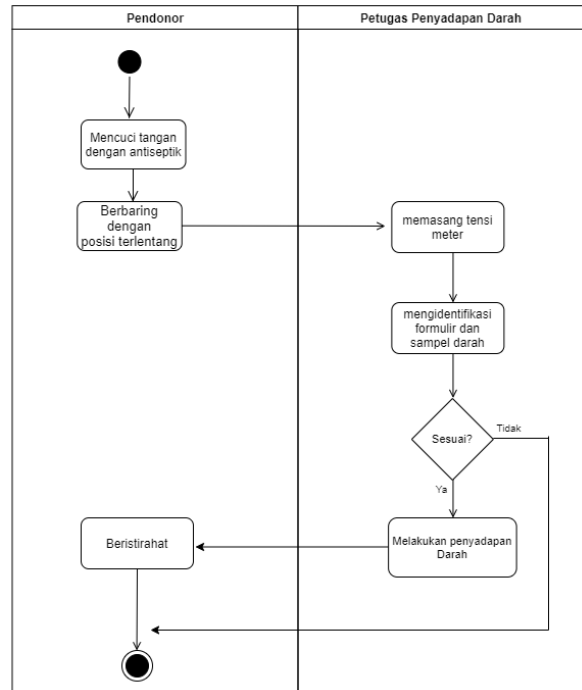 Pendonor
Petugas Penyadapan Darah
Mencuci tangan
dengan antiseptik
Berbaring
dengan
posisi terlentang
memasang tensi
meter
mengidentifikasi
formulir dan
sampel darah
Sesuai?
Tidak
Ya
Melakukan penyadapan
Darah
Beristirahat